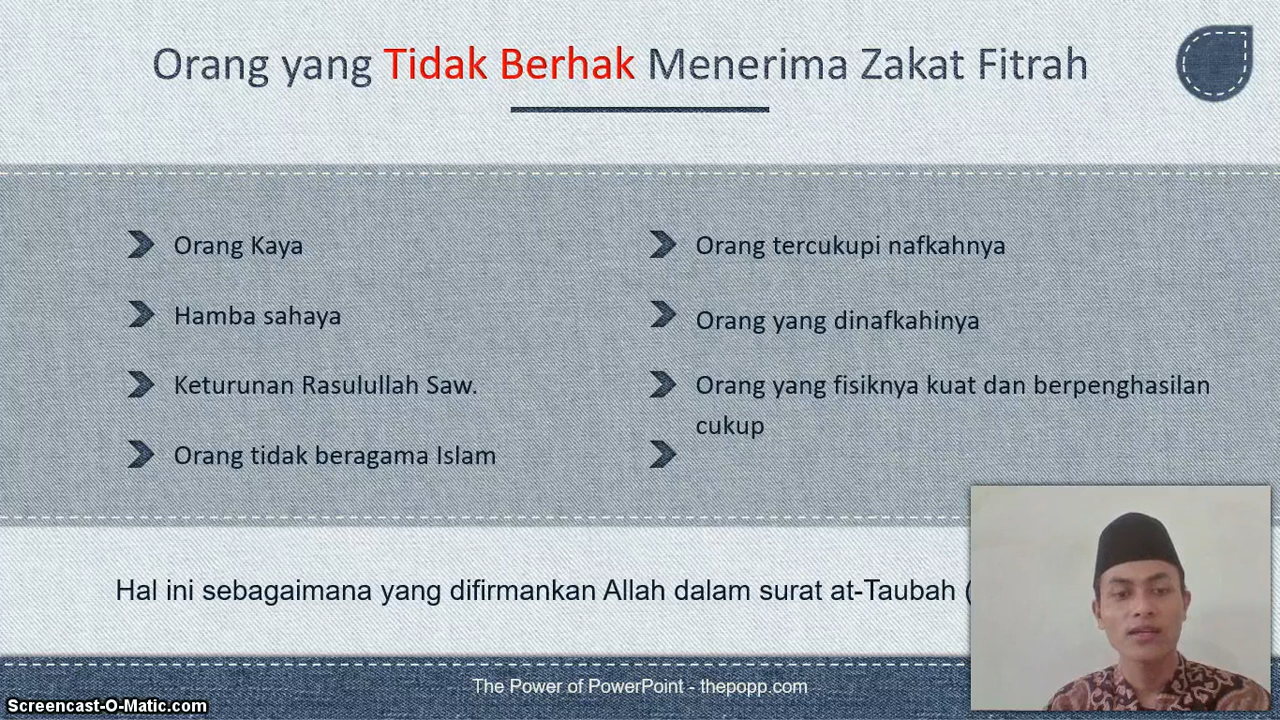 Orang yang Tidak Berhak Menerima Zakat Fitrah
Orang Kaya
Hamba sahaya
Keturunan Rasulullah Saw.
Orang tidak beragama Islam
Orang tercukupi nafkahnya
Orang yang dinafkahinya
Orang yang fisiknya kuat dan berpenghasilan
cukup
Hal ini sebagaimana yang difirmankan Allah dalam surat at-Taubah (
The Power of PowerPoint - thepopp.com
Screencast-O-Matic.com